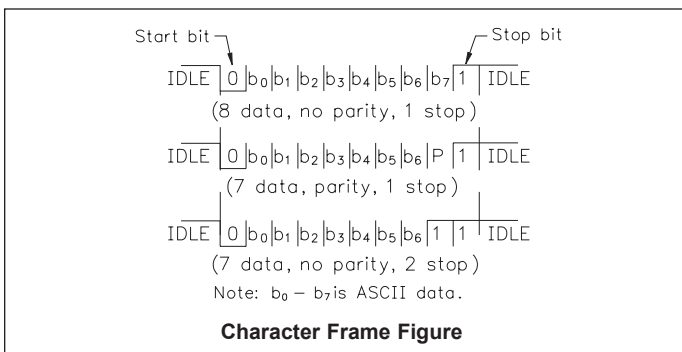 Start bit Stop bit
IDLE 0 b₀ b₁ b₂ b₃ b₄ b₅ b₆ b₇ 1 IDLE
(8 data, no parity, 1 stop)
IDLE 0 b₀ b₁ b₂ b₃ b₄ b₅ b₆ P 1 IDLE
(7 data, parity, 1 stop)
IDLE 0 b₀ b₁ b₂ b₃ b₄ b₅ b₆ 1 1 IDLE
(7 data, no parity, 2 stop)
Note: b₀ – b₇ is ASCII data.
Character Frame Figure